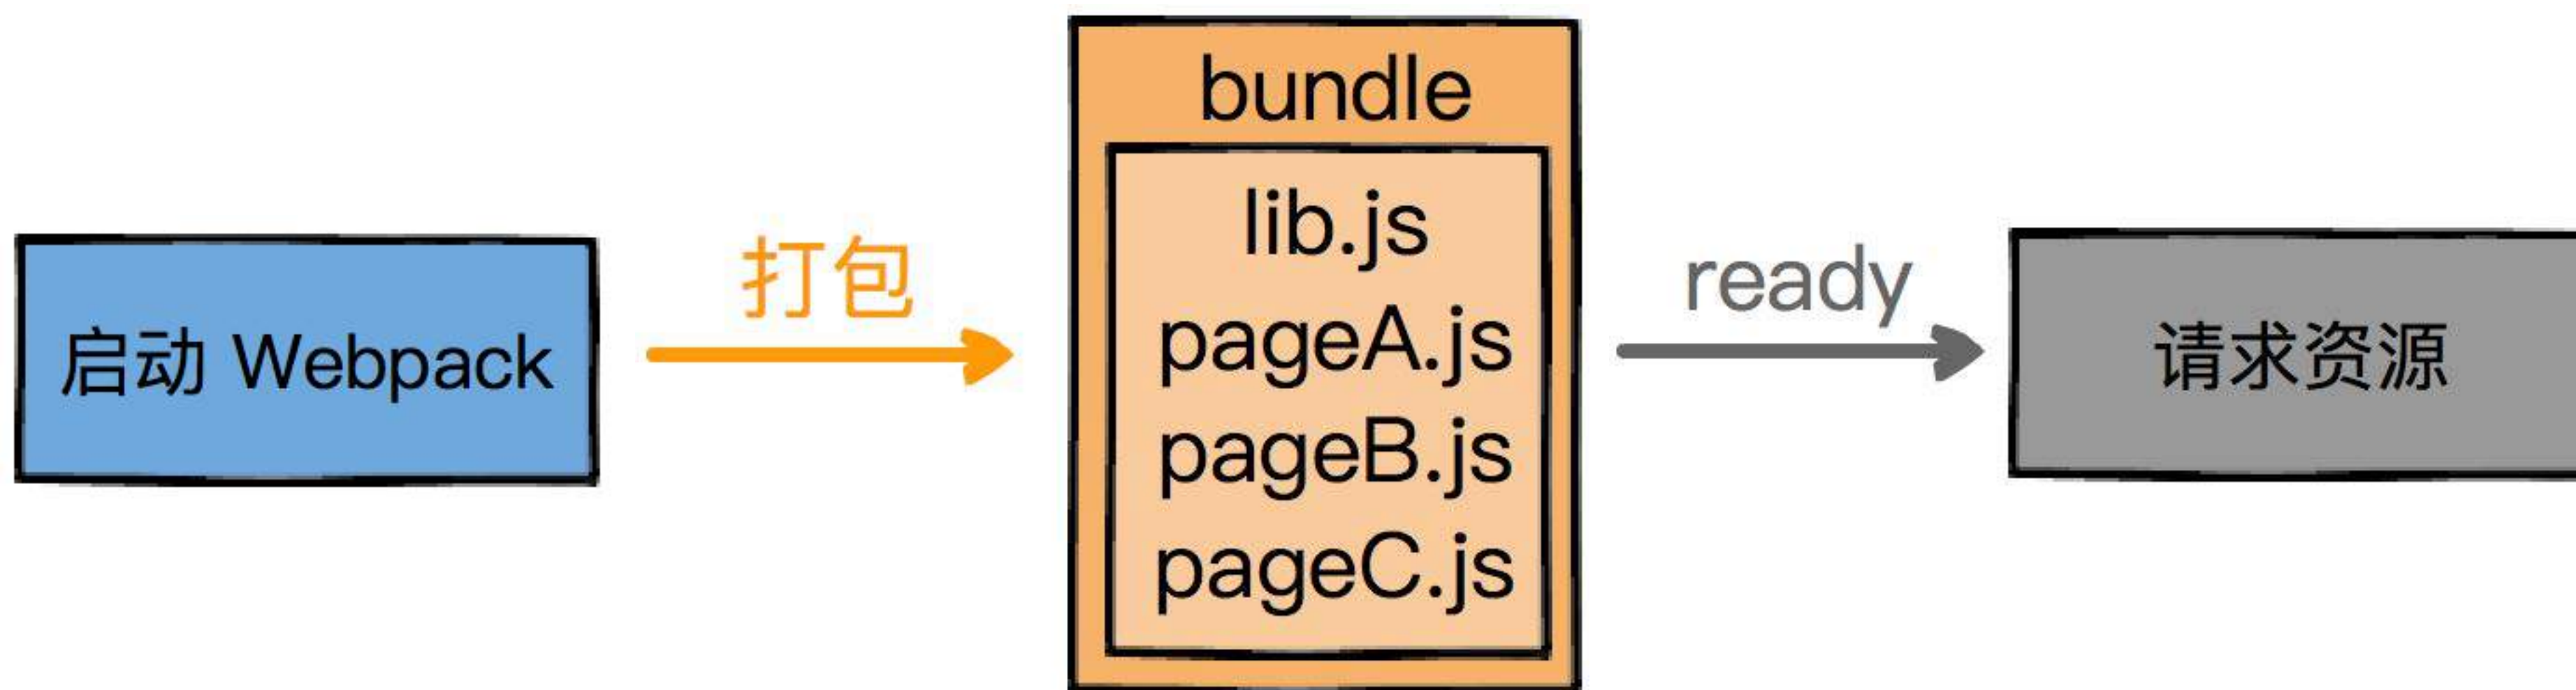 启动 Webpack
打包
bundle
lib.js
pageA.js
pageB.js
pageC.js
ready
请求资源